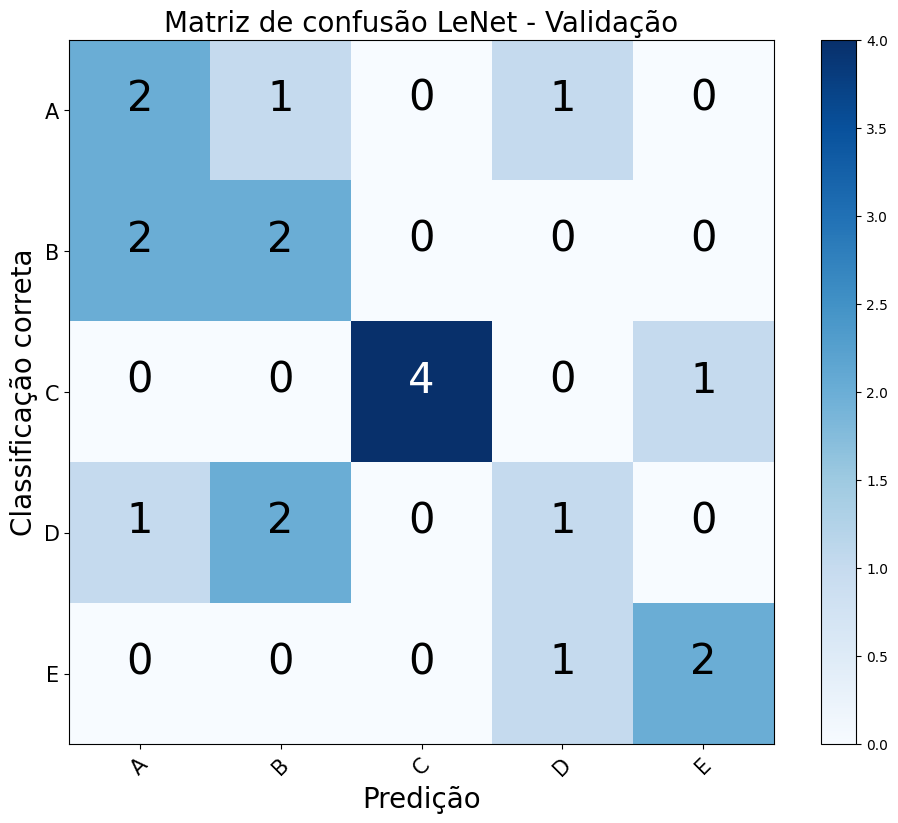 Matriz de confusão LeNet - Validação
Classificação correta
A 2 1 0 1 0
B 2 2 0 0 0
C 0 0 4 0 1
D 1 2 0 1 0
E 0 0 0 1 2
A B C D E
Predição
4.0
3.5
3.0
2.5
2.0
1.5
1.0
0.5
0.0